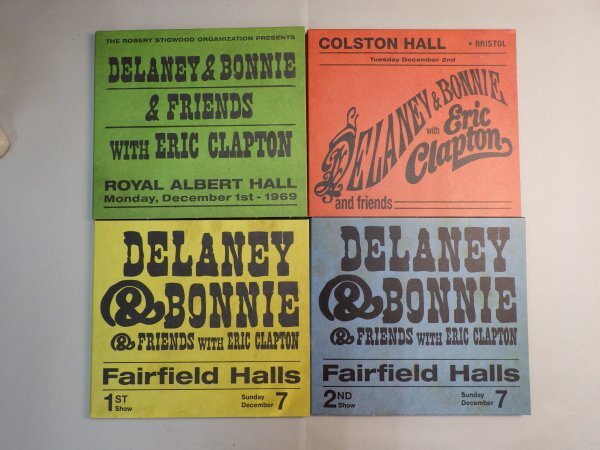 THE ROBERT STIGWOOD ORGANIZATION PRESENTS
DELANEY & BONNIE
& FRIENDS
WITH ERIC CLAPTON
ROYAL ALBERT HALL
Monday, December 1st - 1969
COLSTON HALL • BRISTOL
Tuesday December 2nd
DELANEY & BONNIE
with Eric
Clapton
and friends
DELANEY
& BONNIE
& FRIENDS WITH ERIC CLAPTON
Fairfield Halls
1ST Show
Sunday December 7
DELANEY
& BONNIE
& FRIENDS WITH ERIC CLAPTON
Fairfield Halls
2ND Show
Sunday December 7